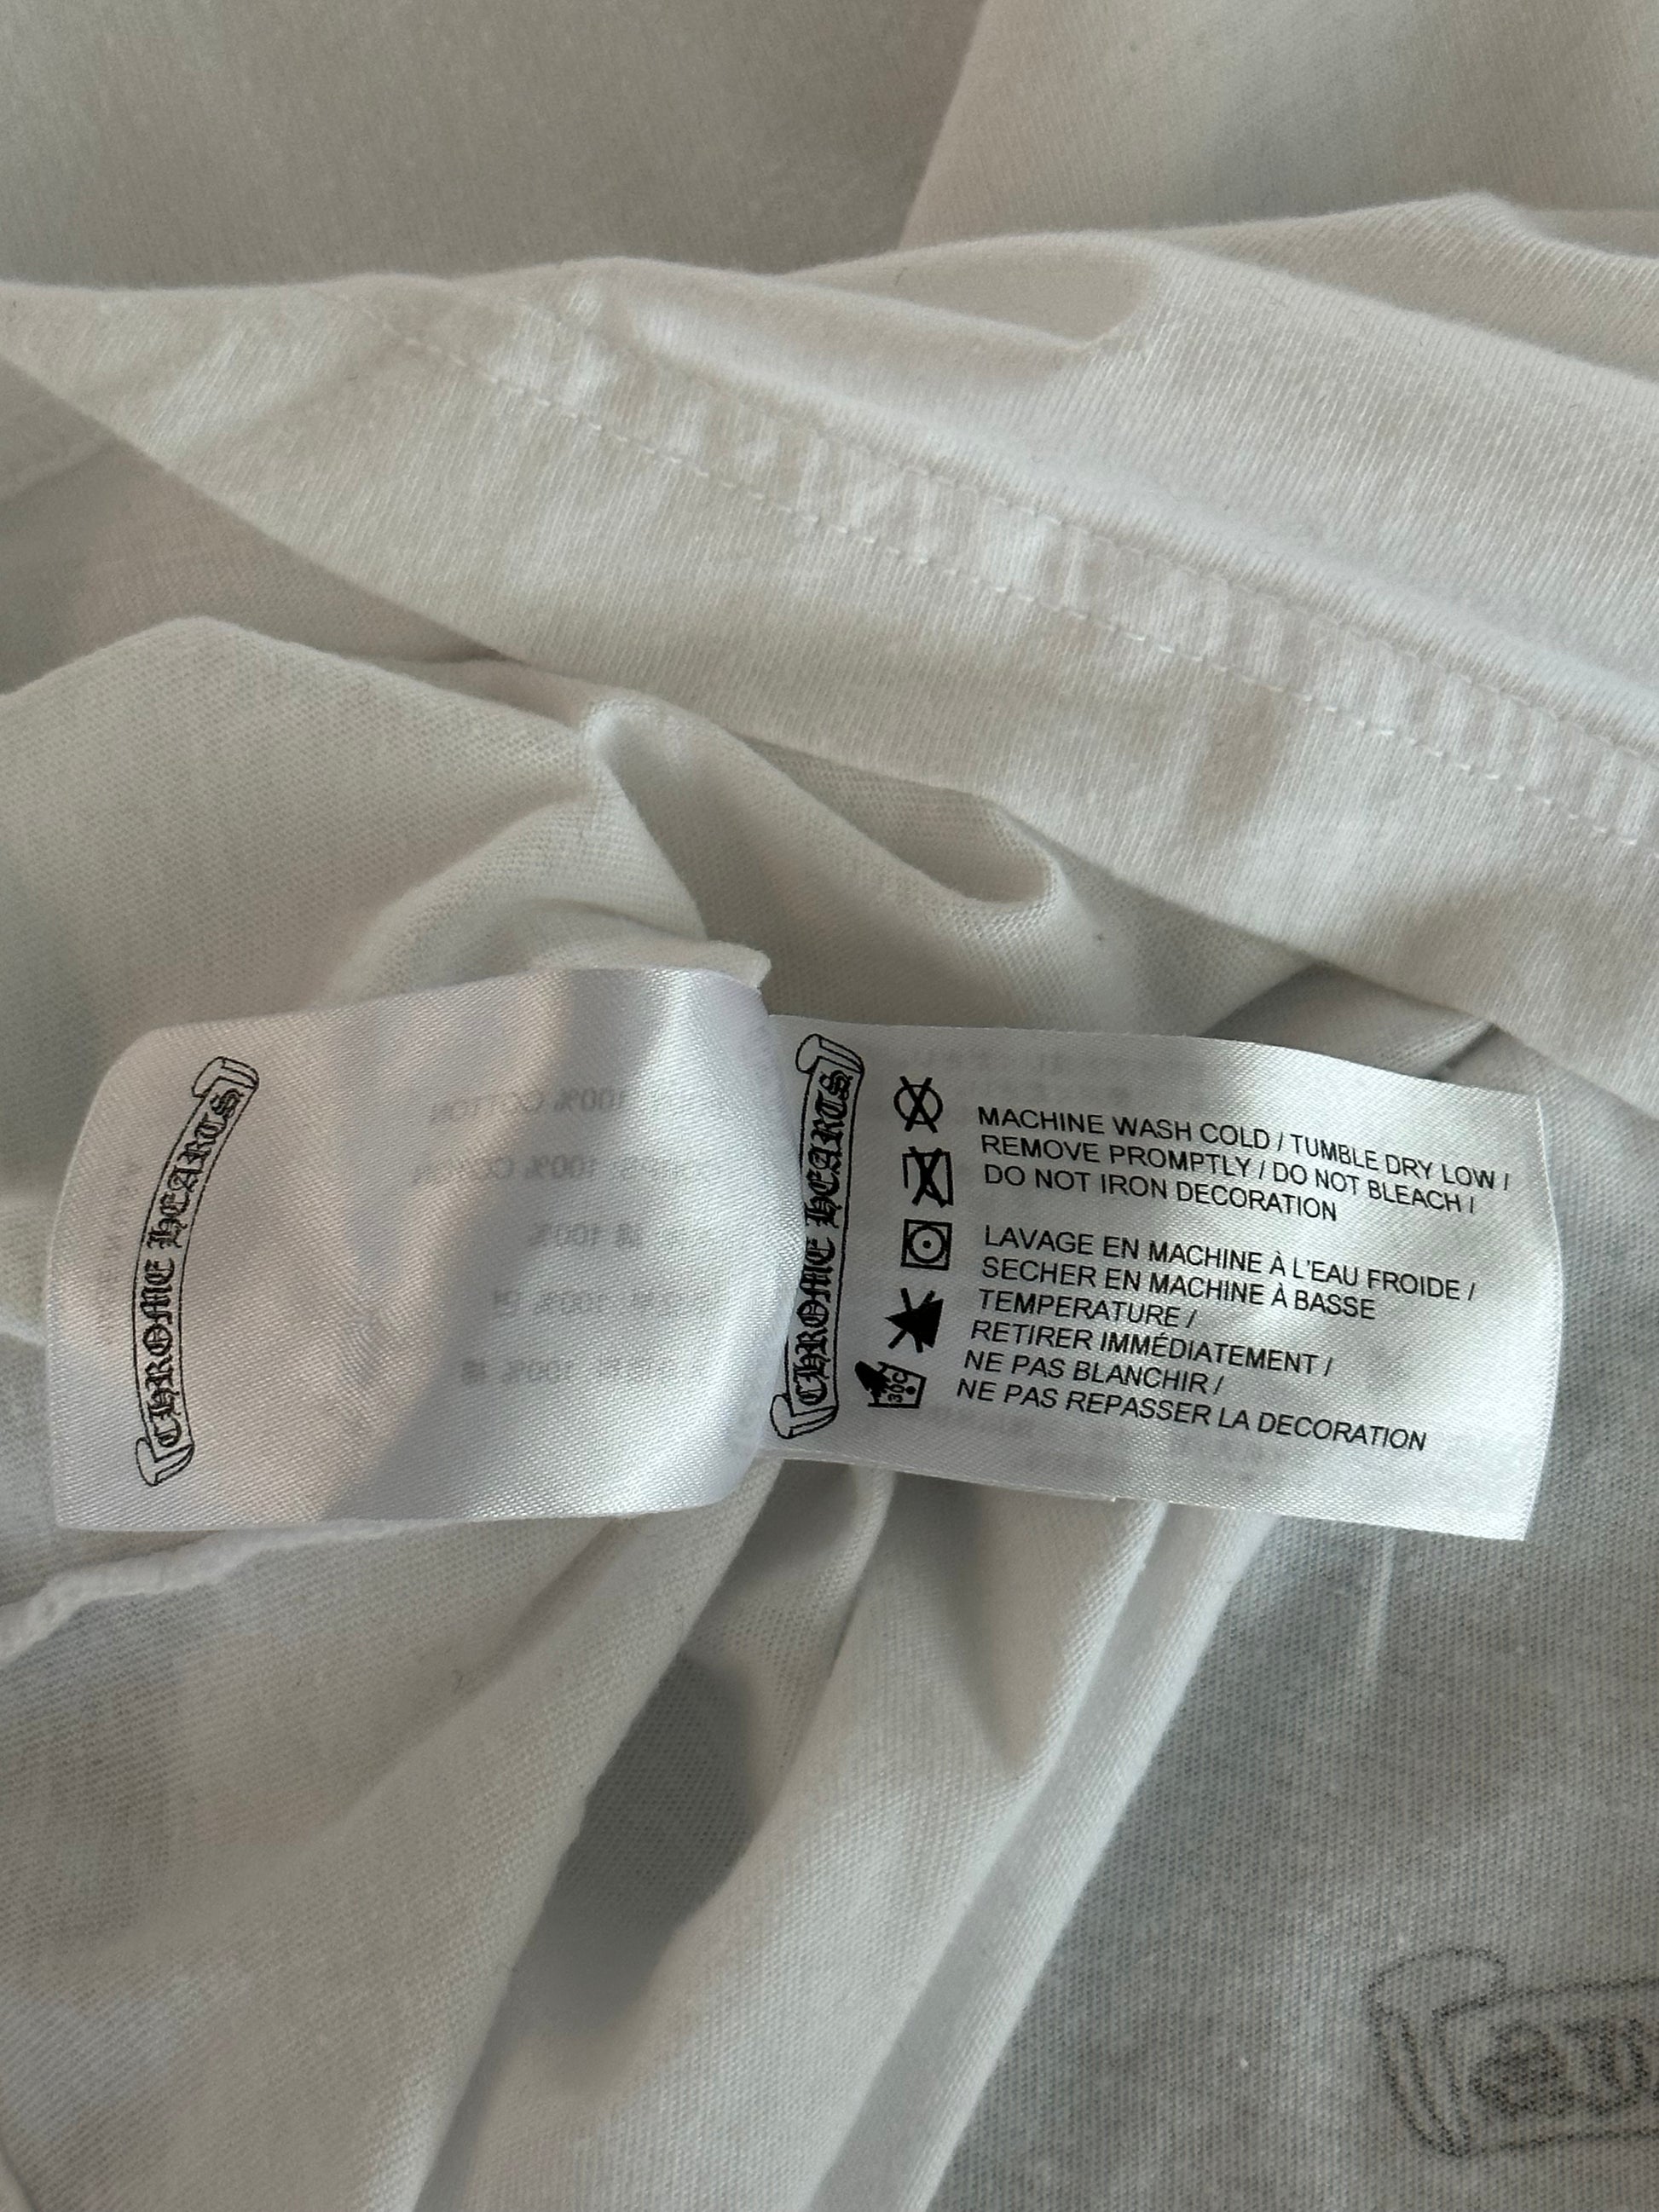 CHROME HEARTS
CHROME HEARTS
MACHINE WASH COLD / TUMBLE DRY LOW /
REMOVE PROMPTLY / DO NOT BLEACH /
DO NOT IRON DECORATION
LAVAGE EN MACHINE À L'EAU FROIDE /
SECHER EN MACHINE À BASSE
TEMPERATURE /
RETIRER IMMÉDIATEMENT /
NE PAS BLANCHIR /
NE PAS REPASSER LA DECORATION
30C